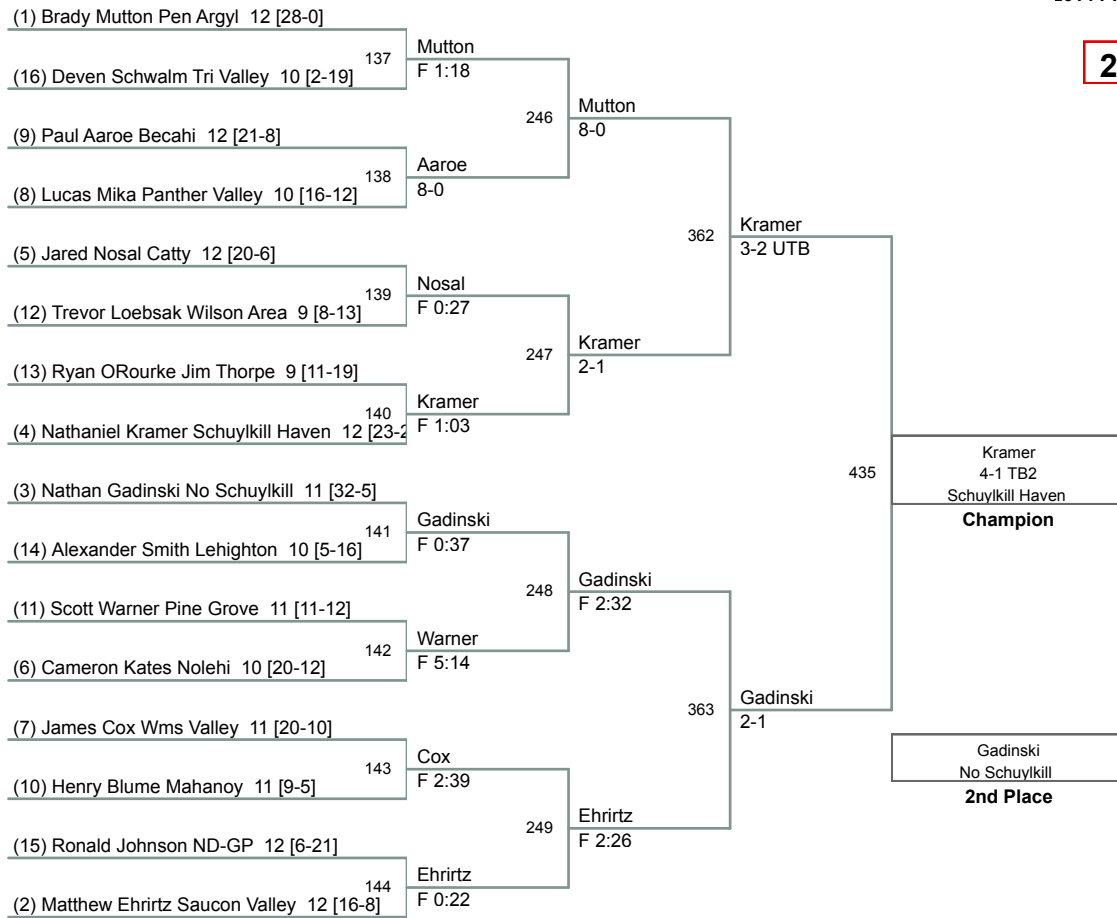 (1) Brady Mutton Pen Argyl 12 [28-0]
137
Mutton
F 1:18
(16) Deven Schwalm Tri Valley 10 [2-19]
246
Mutton
8-0
(9) Paul Aaroe Becahi 12 [21-8]
138
Aaroe
8-0
(8) Lucas Mika Panther Valley 10 [16-12]
362
Kramer
3-2 UTB
(5) Jared Nosal Catty 12 [20-6]
139
Nosal
F 0:27
(12) Trevor Loebsak Wilson Area 9 [8-13]
247
Kramer
2-1
(13) Ryan ORourke Jim Thorpe 9 [11-19]
140
Kramer
F 1:03
(4) Nathaniel Kramer Schuylkill Haven 12 [23-2
435
Kramer
4-1 TB2
Schuylkill Haven
Champion
(3) Nathan Gadinski No Schuylkill 11 [32-5]
141
Gadinski
F 0:37
(14) Alexander Smith Lehighton 10 [5-16]
248
Gadinski
F 2:32
(11) Scott Warner Pine Grove 11 [11-12]
142
Warner
F 5:14
(6) Cameron Kates Nolehi 10 [20-12]
363
Gadinski
2-1
(7) James Cox Wms Valley 11 [20-10]
143
Cox
F 2:39
(10) Henry Blume Mahanoy 11 [9-5]
249
Ehrirtz
F 2:26
(15) Ronald Johnson ND-GP 12 [6-21]
144
Ehrirtz
F 0:22
(2) Matthew Ehrirtz Saucon Valley 12 [16-8]
Gadinski
No Schuylkill
2nd Place
2